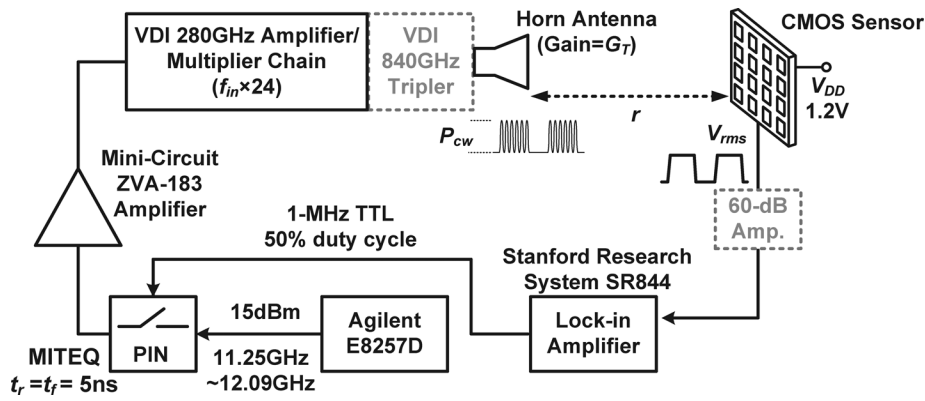 VDI 280GHz Amplifier/
Multiplier Chain
(fin×24)
VDI
840GHz
Tripler
Horn Antenna
(Gain=GT)
CMOS Sensor
VDD
1.2V
r
Pcw
Vrms
Mini-Circuit
ZVA-183
Amplifier
60-dB
Amp.
1-MHz TTL
50% duty cycle
Stanford Research
System SR844
Lock-in
Amplifier
15dBm
Agilent
E8257D
11.25GHz
~12.09GHz
PIN
MITEQ
tr =tf = 5ns